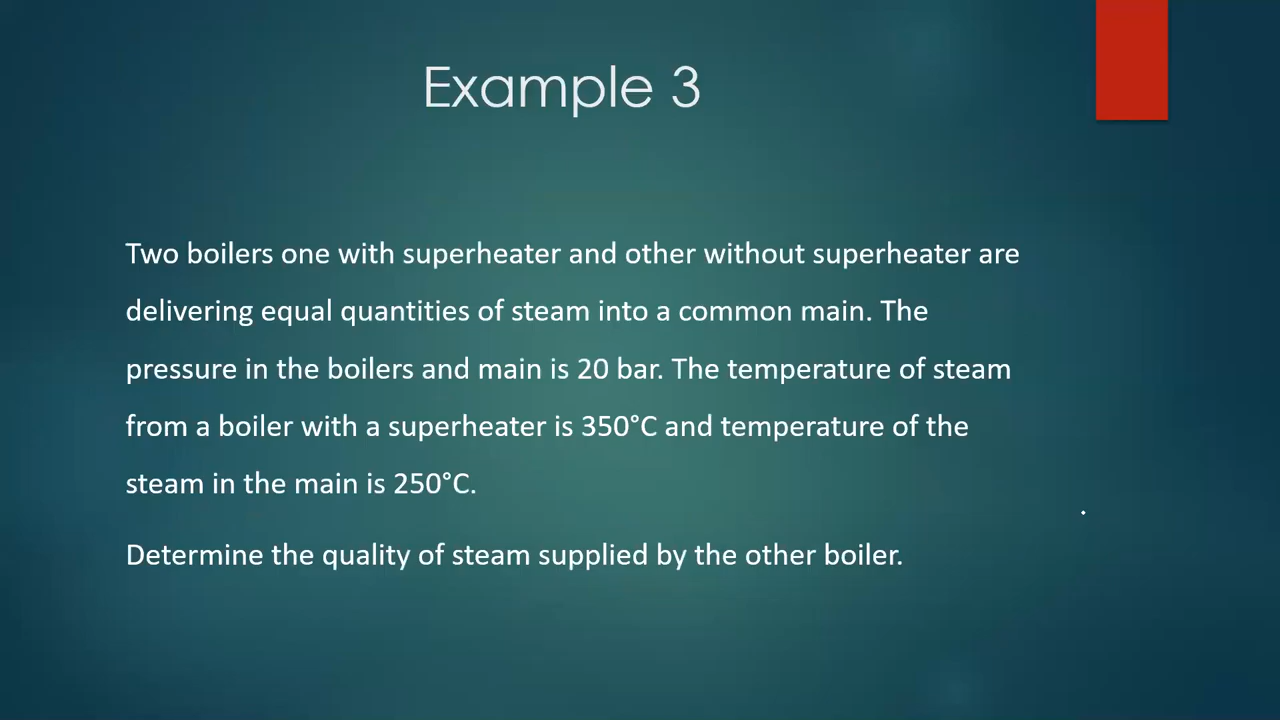 Example 3
Two boilers one with superheater and other without superheater are
delivering equal quantities of steam into a common main. The
pressure in the boilers and main is 20 bar. The temperature of steam
from a boiler with a superheater is 350°C and temperature of the
steam in the main is 250°C.
Determine the quality of steam supplied by the other boiler.